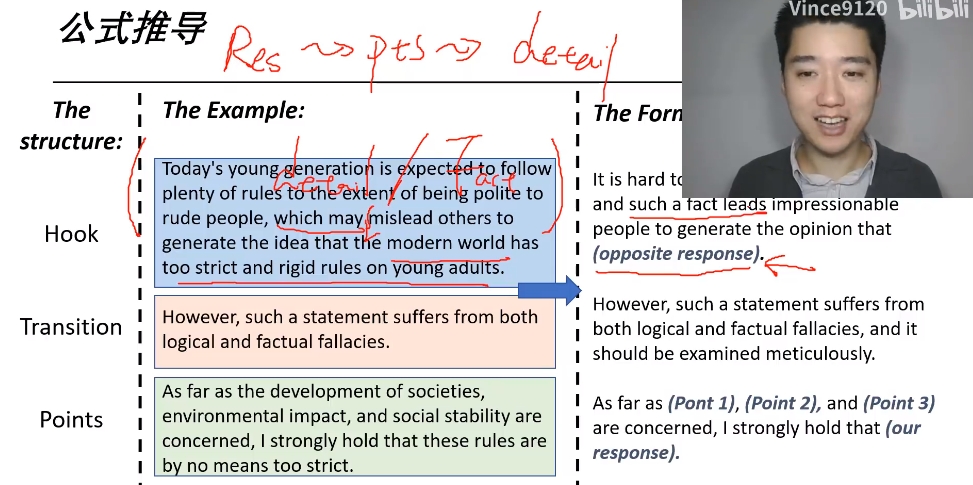 公式推导
Res → pts → detail
Vince9120 bilibili
The structure:
The Example:
The Form
Hook
Today's young generation is expected to follow
plenty of rules to the extent of being polite to
rude people, which may mislead others to
generate the idea that the modern world has
too strict and rigid rules on young adults.
detail / Fact
It is hard to
and such a fact leads impressionable
people to generate the opinion that
(opposite response).
Transition
However, such a statement suffers from both
logical and factual fallacies.
However, such a statement suffers from
both logical and factual fallacies, and it
should be examined meticulously.
Points
As far as the development of societies,
environmental impact, and social stability are
concerned, I strongly hold that these rules are
by no means too strict.
As far as (Pont 1), (Point 2), and (Point 3)
are concerned, I strongly hold that (our
response).